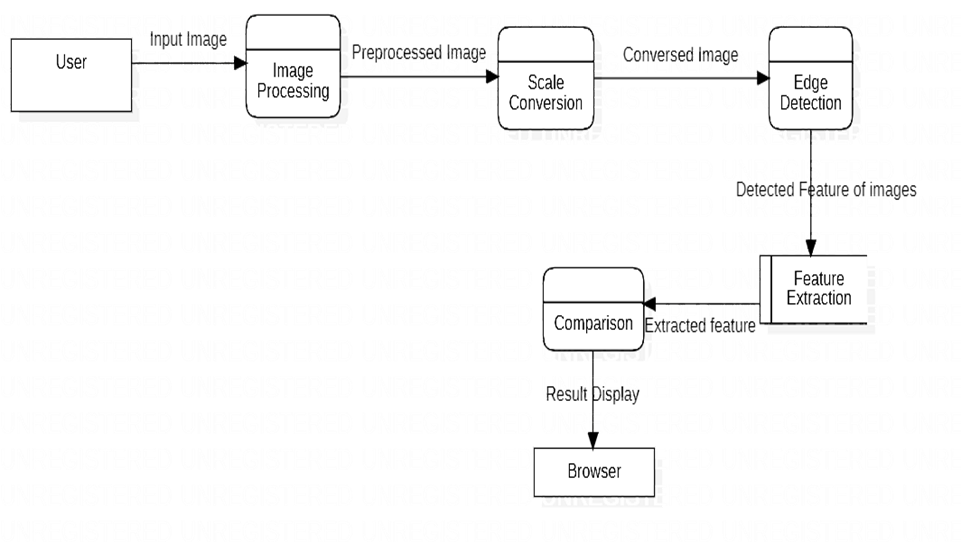 User
Input Image
Image
Processing
Preprocessed Image
Scale
Conversion
Conversed Image
Edge
Detection
Detected Feature of images
Feature
Extraction
Extracted feature
Comparison
Result Display
Browser